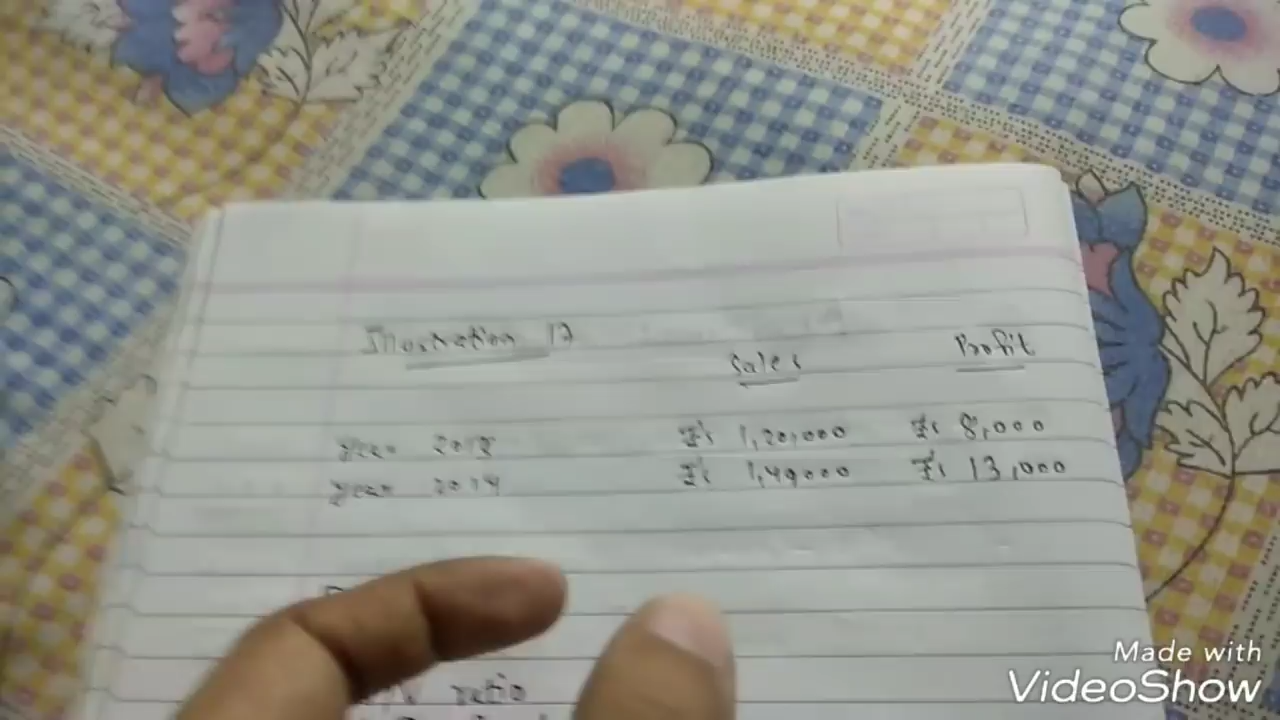 Illustration 17
Sales Profit
Year 2013 ₹s 1,20,000 ₹s 8,000
Year 2014 ₹s 1,40,000 ₹s 13,000
ratio
Made with
VideoShow